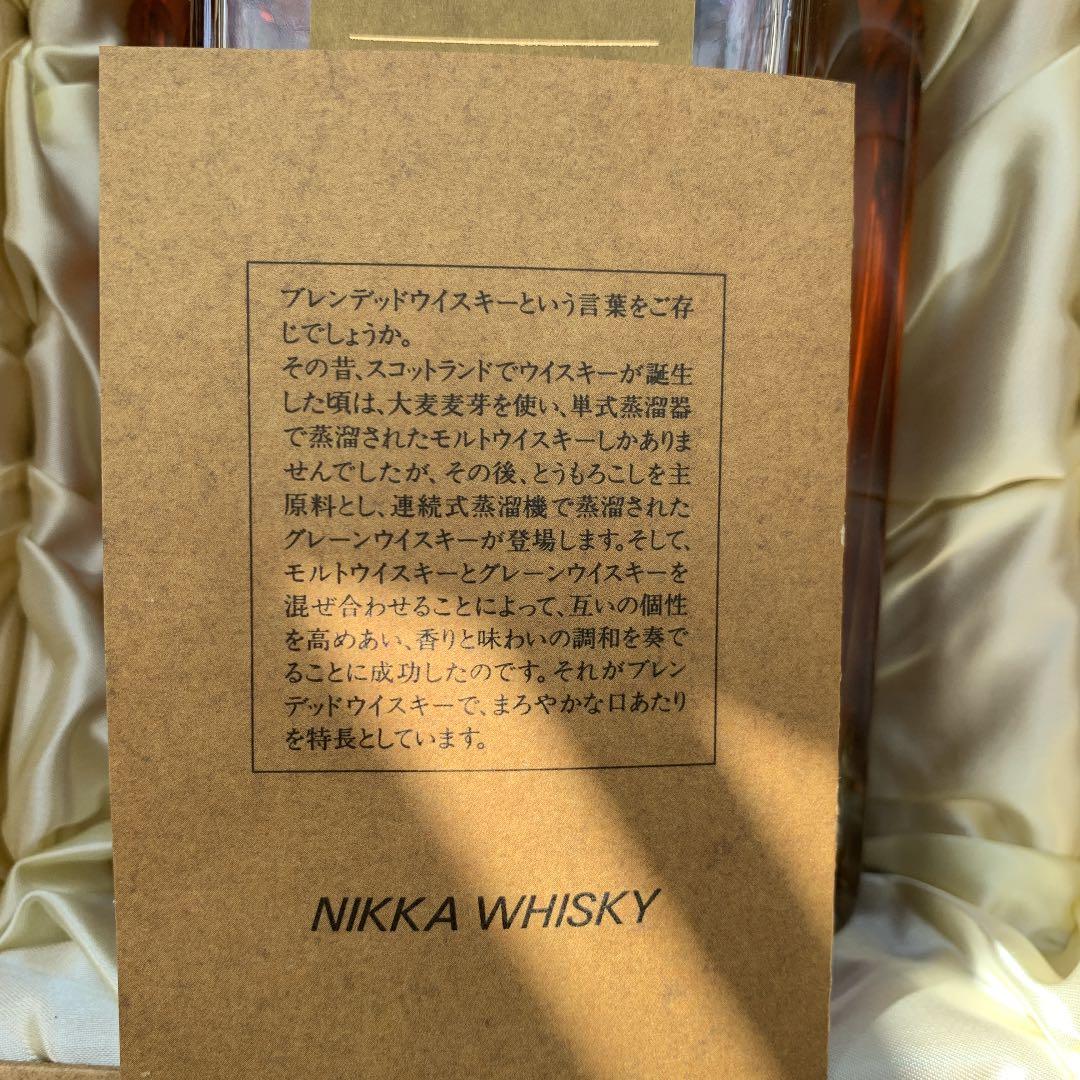 ブレンデッドウイスキーという言葉をご存
じでしょうか。
その昔、スコットランドでウイスキーが誕生
した頃は、大麦麦芽を使い、単式蒸溜器
で蒸溜されたモルトウイスキーしかありま
せんでしたが、その後、とうもろこしを主
原料とし、連続式蒸溜機で蒸溜された
グレーンウイスキーが登場します。そして、
モルトウイスキーとグレーンウイスキーを
混ぜ合わせることによって、互いの個性
を高めあい、香りと味わいの調和を奏で
ることに成功したのです。それがブレン
デッドウイスキーで、まろやかな口あたり
を特長としています。
NIKKA WHISKY